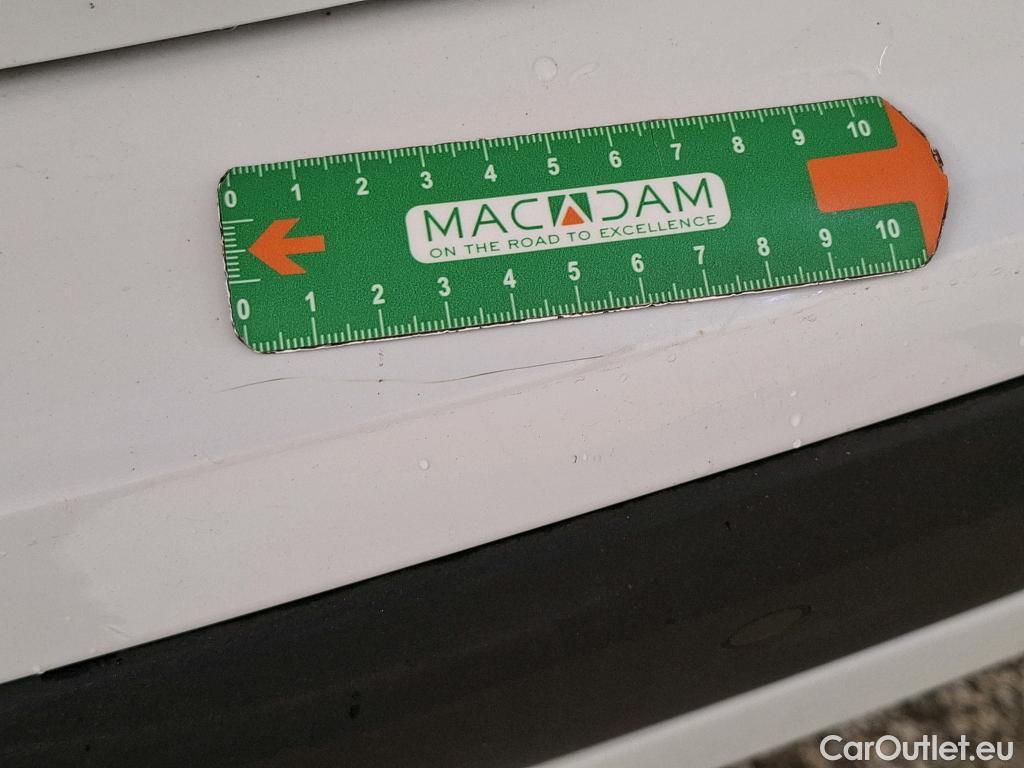 0 1 2 3 4 5 6 7 8 9 10
MACADAM
ON THE ROAD TO EXCELLENCE
0 1 2 3 4 5 6 7 8 9 10
CarOutlet.eu